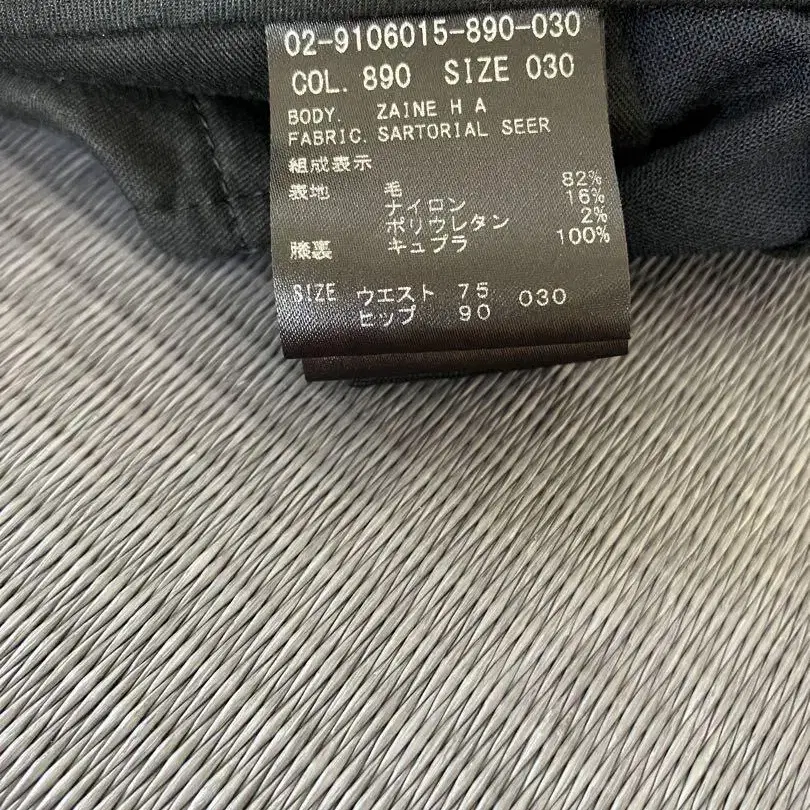 02-9106015-890-030
COL. 890 SIZE 030
BODY. ZAINE H A
FABRIC. SARTORIAL SEER
組成表示
表地 毛 82%
ナイロン 16%
ポリウレタン 2%
膝裏 キュプラ 100%
SIZE ウエスト 75 030
ヒップ 90